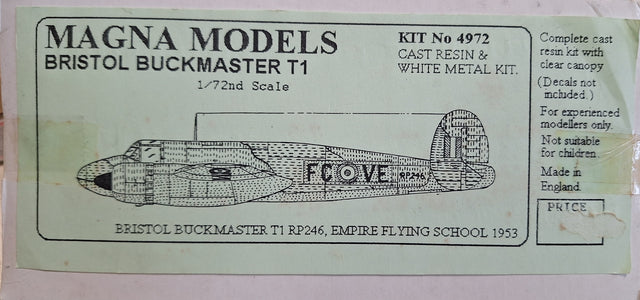 MAGNA MODELS
BRISTOL BUCKMASTER T1
1/72nd Scale
KIT No 4972
CAST RESIN &
WHITE METAL KIT.
FC VE RP246
BRISTOL BUCKMASTER T1 RP246, EMPIRE FLYING SCHOOL 1953
Complete cast
resin kit with
clear canopy
(Decals not
included.)
For experienced
modellers only.
Not suitable
for children.
Made in
England.
PRICE